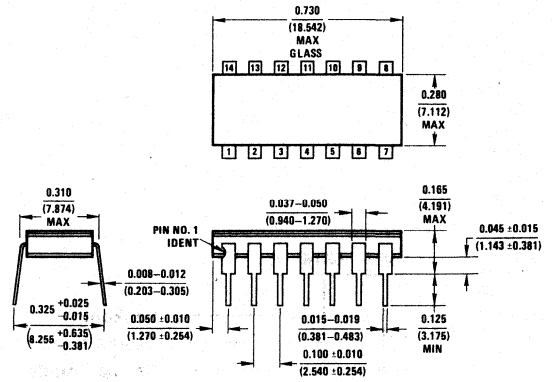 0.730
(18.542)
MAX
GLASS
14 13 12 11 10 9 8
0.280
(7.112)
MAX
1 2 3 4 5 6 7
0.310
(7.874)
MAX
0.037–0.050
(0.940–1.270)
0.165
(4.191)
MAX
PIN NO. 1
IDENT
0.045 ±0.015
(1.143 ±0.381)
0.008–0.012
(0.203–0.305)
0.325 +0.025
–0.015
(8.255 +0.635
–0.381)
0.050 ±0.010
(1.270 ±0.254)
0.015–0.019
(0.381–0.483)
0.125
(3.175)
MIN
0.100 ±0.010
(2.540 ±0.254)